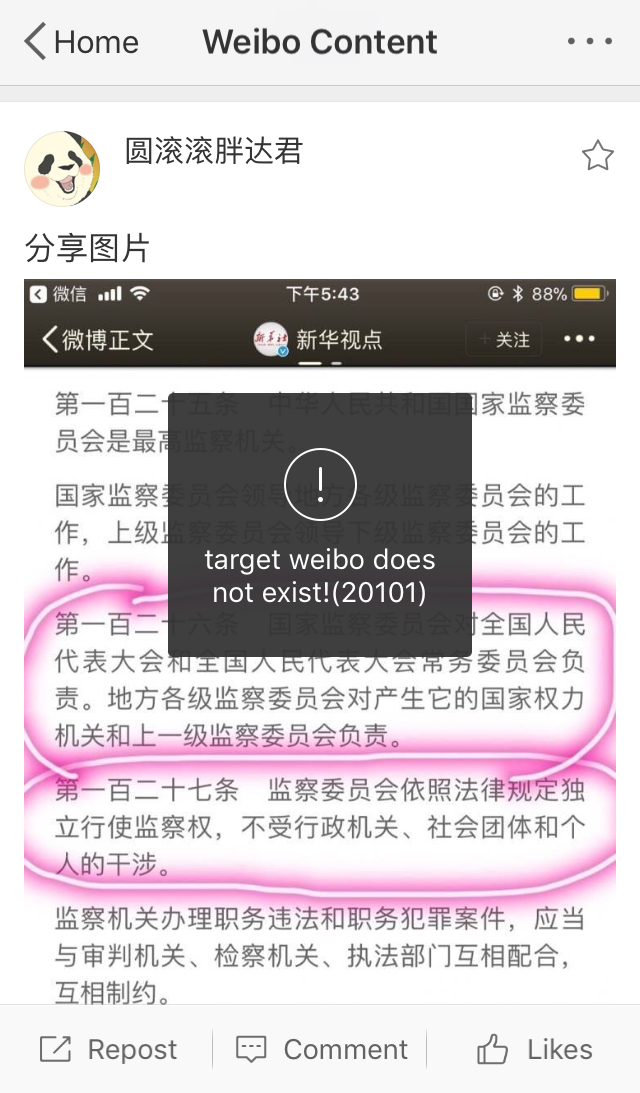 Home
Weibo Content
圆滚滚胖达君
分享图片
微信
下午5:43
88%
微博正文
新华社
新华视点
+ 关注
第一百二十五条 中华人民共和国国家监察委
员会是最高监察机关。
国家监察委员会领导地方各级监察委员会的工
作，上级监察委员会领导下级监察委员会的工
作。
target weibo does
not exist!(20101)
第一百二十六条 国家监察委员会对全国人民
代表大会和全国人民代表大会常务委员会负
责。地方各级监察委员会对产生它的国家权力
机关和上一级监察委员会负责。
第一百二十七条 监察委员会依照法律规定独
立行使监察权，不受行政机关、社会团体和个
人的干涉。
监察机关办理职务违法和职务犯罪案件，应当
与审判机关、检察机关、执法部门互相配合，
互相制约。
Repost
Comment
Likes